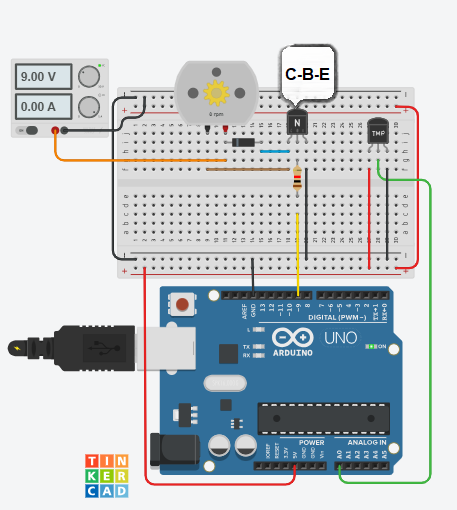 9.00 V
0.00 A
C-B-E
0 rpm
N
TMP
AREF
GND
13
12
~11
~10
~9
8
7
~6
~5
4
~3
2
TX→1
RX←0
DIGITAL (PWM ~)
L
TX
RX
UNO
ARDUINO
ON
POWER
ANALOG IN
IOREF
RESET
3.3V
5V
GND
GND
Vin
A0
A1
A2
A3
A4
A5
TIN
KER
CAD